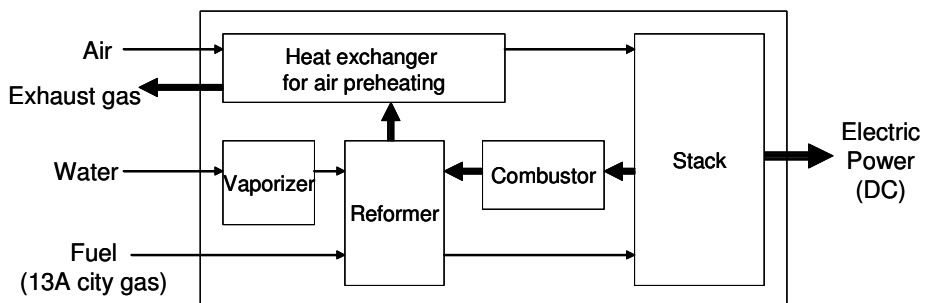 Air
Exhaust gas
Heat exchanger
for air preheating
Water
Vaporizer
Reformer
Combustor
Stack
Electric
Power
(DC)
Fuel
(13A city gas)